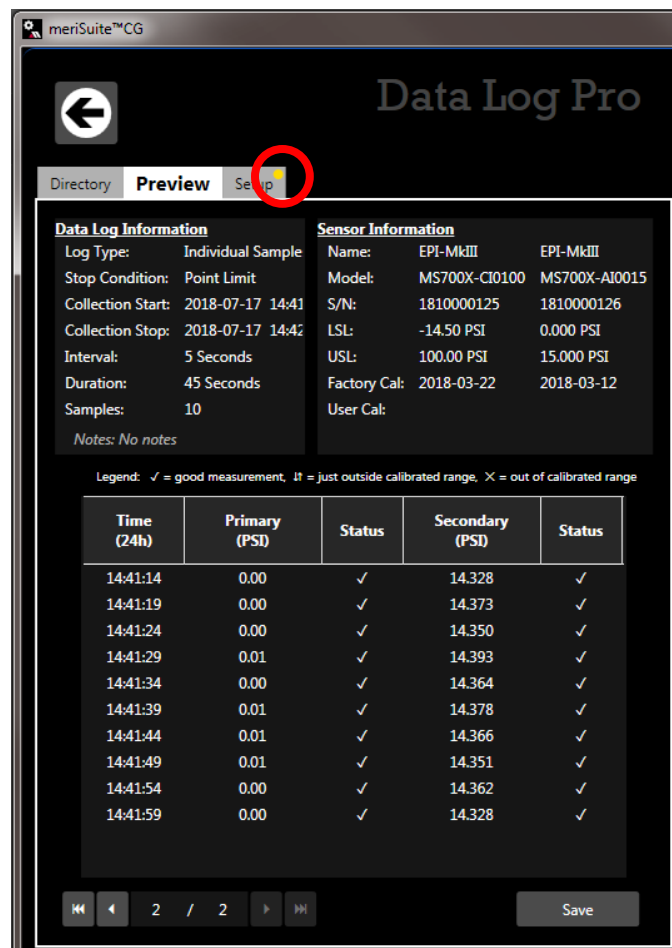 meriSuite™CG
Data Log Pro
Directory Preview Setup
Data Log Information
Log Type: Individual Sample
Stop Condition: Point Limit
Collection Start: 2018-07-17 14:41
Collection Stop: 2018-07-17 14:42
Interval: 5 Seconds
Duration: 45 Seconds
Samples: 10
Notes: No notes
Sensor Information
Name: EPI-MkIII EPI-MkIII
Model: MS700X-CI0100 MS700X-AI0015
S/N: 1810000125 1810000126
LSL: -14.50 PSI 0.000 PSI
USL: 100.00 PSI 15.000 PSI
Factory Cal: 2018-03-22 2018-03-12
User Cal:
Legend: ✓ = good measurement, ↓↑ = just outside calibrated range, ✕ = out of calibrated range
Time (24h) Primary (PSI) Status Secondary (PSI) Status
14:41:14 0.00 ✓ 14.328 ✓
14:41:19 0.00 ✓ 14.373 ✓
14:41:24 0.00 ✓ 14.350 ✓
14:41:29 0.01 ✓ 14.393 ✓
14:41:34 0.00 ✓ 14.364 ✓
14:41:39 0.01 ✓ 14.378 ✓
14:41:44 0.01 ✓ 14.366 ✓
14:41:49 0.01 ✓ 14.351 ✓
14:41:54 0.00 ✓ 14.362 ✓
14:41:59 0.00 ✓ 14.328 ✓
2 / 2
Save